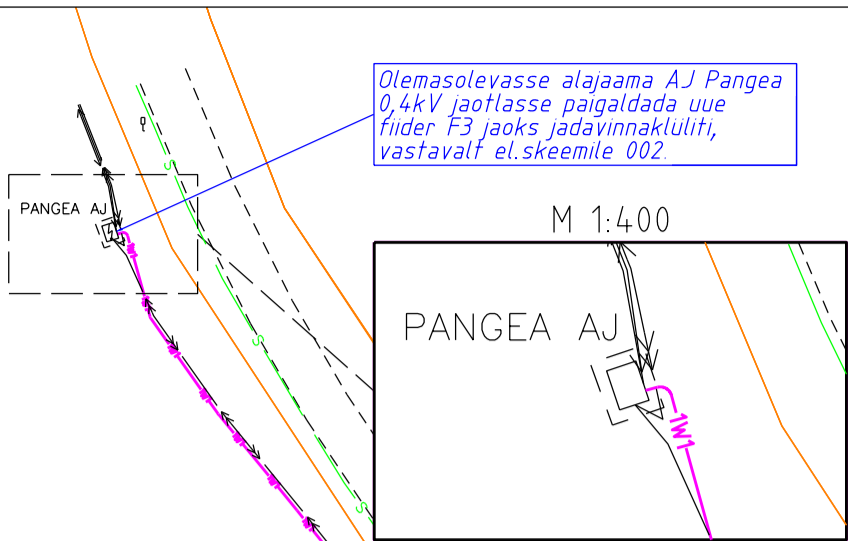 Olemasolevasse alajaama AJ Pangea
0,4kV jaotlasse paigaldada uue
fiider F3 jaoks jadavinnaklüliti,
vastavalt el.skeemile 002.
PANGEA AJ
M 1:400
PANGEA AJ
1W1
S
S
S